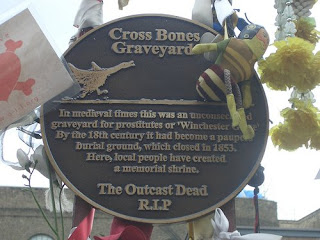 Cross Bones
Graveyard
In medieval times this was an unconsecrated
graveyard for prostitutes or 'Winchester
By the 18th century it had become a pauper
burial ground, which closed in 1853.
Here, local people have created
a memorial shrine.
The Outcast Dead
R.I.P